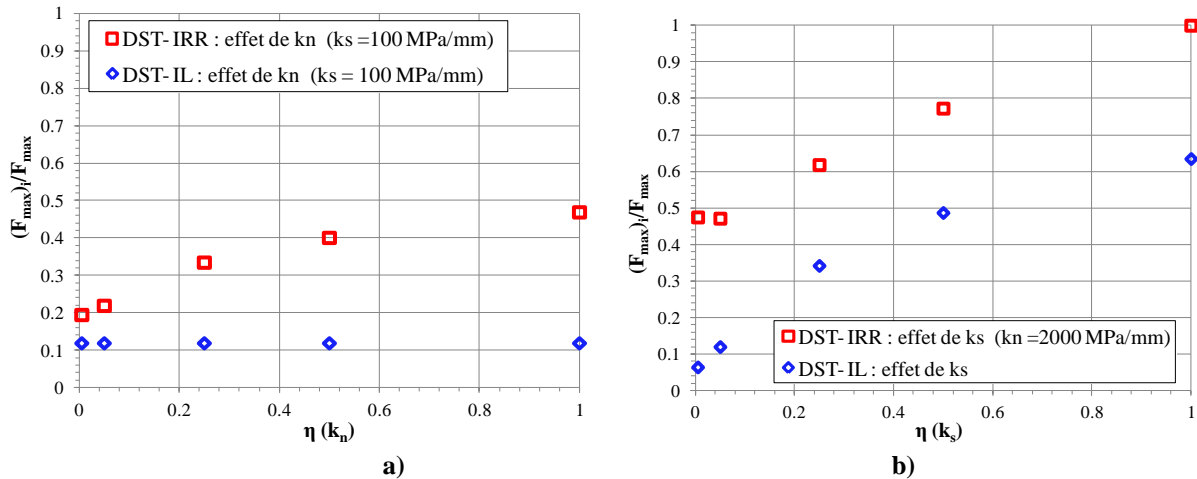 1
0.9
0.8
0.7
0.6
0.5
0.4
0.3
0.2
0.1
0
(Fmax)i/Fmax
DST- IRR : effet de kn (ks =100 MPa/mm)
DST- IL : effet de kn (ks = 100 MPa/mm)
0 0.2 0.4 0.6 0.8 1
η (kn)
a)
1
0.9
0.8
0.7
0.6
0.5
0.4
0.3
0.2
0.1
0
(Fmax)i/Fmax
DST- IRR : effet de ks (kn =2000 MPa/mm)
DST- IL : effet de ks
0 0.2 0.4 0.6 0.8 1
η (ks)
b)